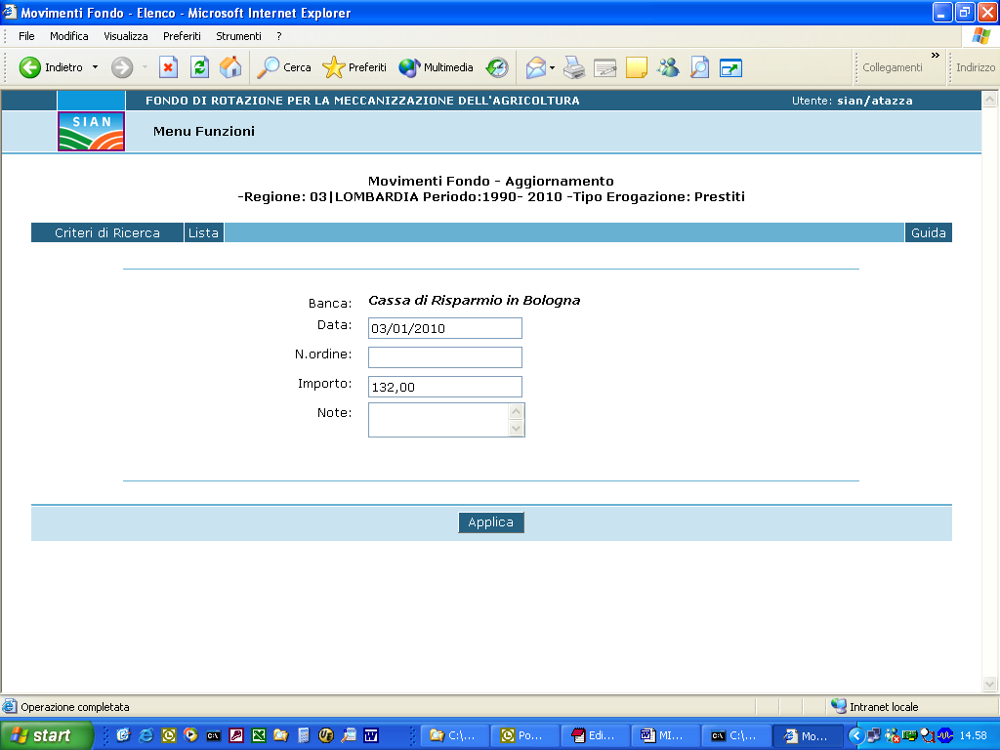 Movimenti Fondo - Elenco - Microsoft Internet Explorer
File Modifica Visualizza Preferiti Strumenti ?
Indietro Cerca Preferiti Multimedia Collegamenti » Indirizzo
FONDO DI ROTAZIONE PER LA MECCANIZZAZIONE DELL'AGRICOLTURA Utente: sian/atazza
SIAN
Menu Funzioni
Movimenti Fondo - Aggiornamento
-Regione: 03|LOMBARDIA Periodo:1990- 2010 -Tipo Erogazione: Prestiti
Criteri di Ricerca Lista Guida
Banca: Cassa di Risparmio in Bologna
Data: 03/01/2010
N.ordine:
Importo: 132,00
Note:
Applica
Operazione completata Intranet locale
start C:\... Po... Edi... MI... C:\... Mo... 14.58